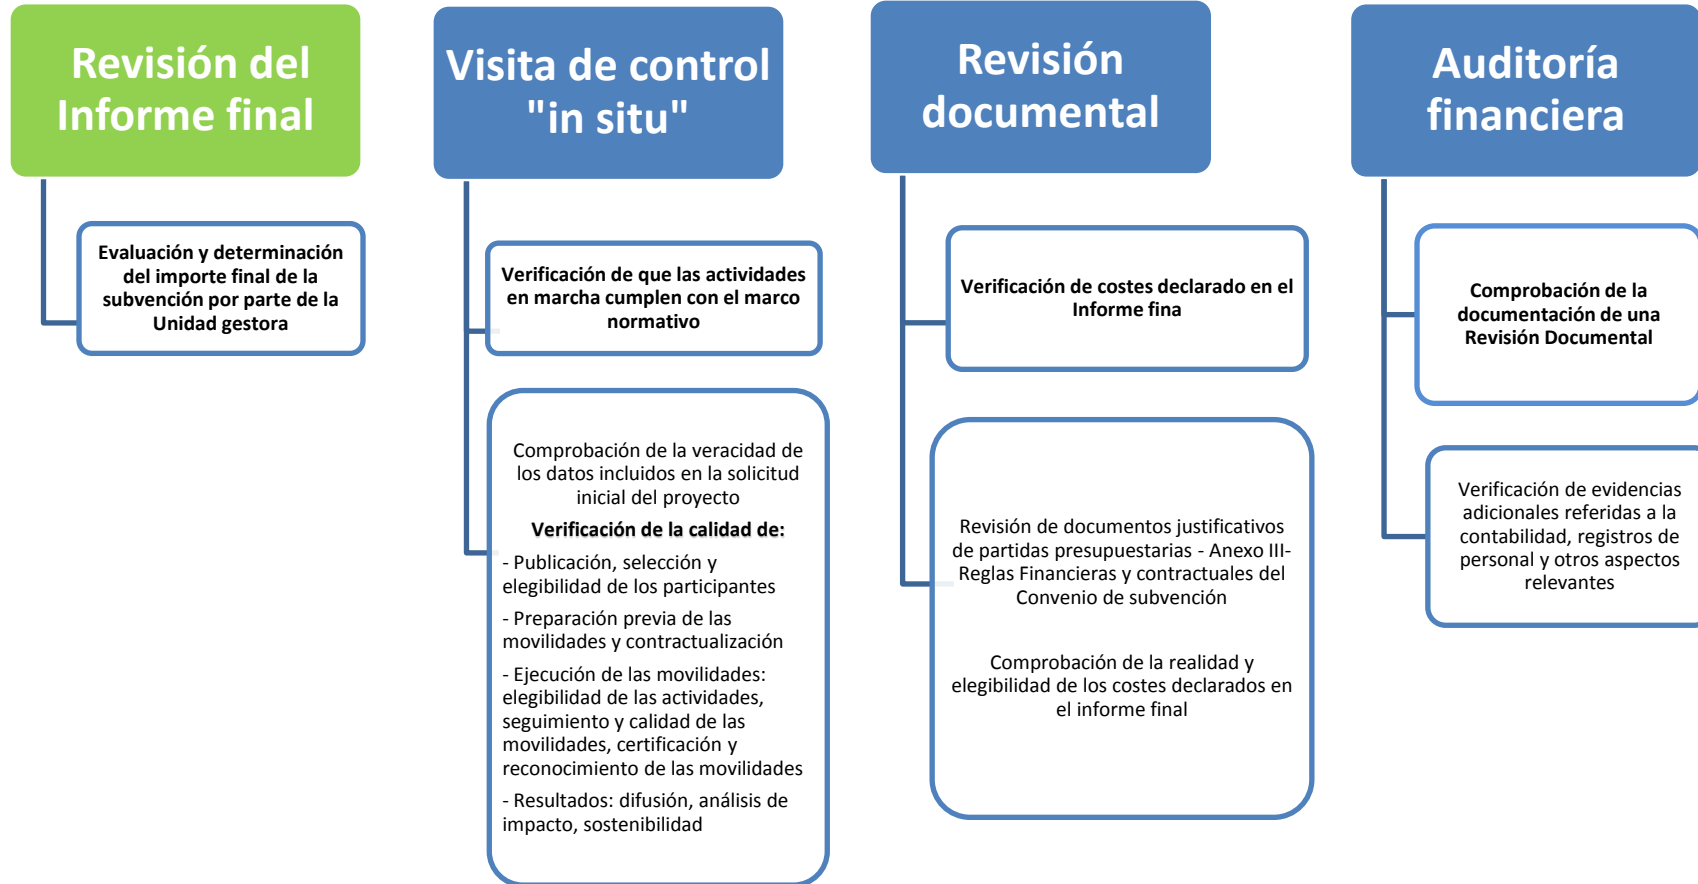 Revisión del
Informe final
Evaluación y determinación
del importe final de la
subvención por parte de la
Unidad gestora
Visita de control
"in situ"
Verificación de que las actividades
en marcha cumplen con el marco
normativo
Comprobación de la veracidad de
los datos incluidos en la solicitud
inicial del proyecto
Verificación de la calidad de:
- Publicación, selección y
elegibilidad de los participantes
- Preparación previa de las
movilidades y contractualización
- Ejecución de las movilidades:
elegibilidad de las actividades,
seguimiento y calidad de las
movilidades, certificación y
reconocimiento de las movilidades
- Resultados: difusión, análisis de
impacto, sostenibilidad
Revisión
documental
Verificación de costes declarado en el
Informe fina
Revisión de documentos justificativos
de partidas presupuestarias - Anexo III-
Reglas Financieras y contractuales del
Convenio de subvención
Comprobación de la realidad y
elegibilidad de los costes declarados en
el informe final
Auditoría
financiera
Comprobación de la
documentación de una
Revisión Documental
Verificación de evidencias
adicionales referidas a la
contabilidad, registros de
personal y otros aspectos
relevantes